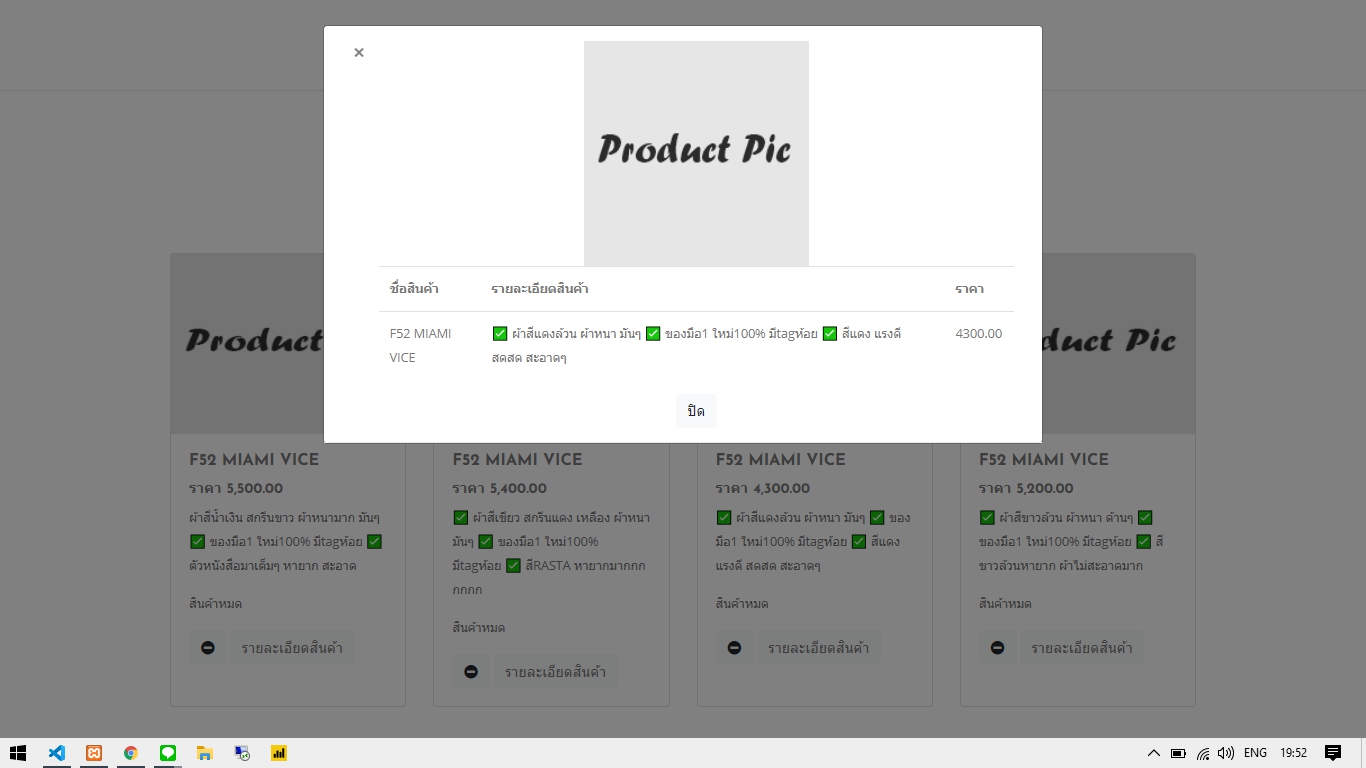 ×
Product Pic
ชื่อสินค้า รายละเอียดสินค้า ราคา
F52 MIAMI VICE
✅ ผ้าสีแดงล้วน ผ้าหนา มันๆ ✅ ของมือ1 ใหม่100% มีtagห้อย ✅ สีแดง แรงดี
สดสด สะอาดๆ
4300.00
ปิด
Product
duct Pic
F52 MIAMI VICE
ราคา 5,500.00
ผ้าสีน้ำเงิน สกรีนขาว ผ้าหนามาก มันๆ
✅ ของมือ1 ใหม่100% มีtagห้อย ✅
ตัวหนังสือมาเต็มๆ หายาก สะอาด
สินค้าหมด
รายละเอียดสินค้า
F52 MIAMI VICE
ราคา 5,400.00
✅ ผ้าสีเขียว สกรีนแดง เหลือง ผ้าหนา
มันๆ ✅ ของมือ1 ใหม่100%
มีtagห้อย ✅ สีRASTA หายากมากกก
กกกก
สินค้าหมด
รายละเอียดสินค้า
F52 MIAMI VICE
ราคา 4,300.00
✅ ผ้าสีแดงล้วน ผ้าหนา มันๆ ✅ ของ
มือ1 ใหม่100% มีtagห้อย ✅ สีแดง
แรงดี สดสด สะอาดๆ
สินค้าหมด
รายละเอียดสินค้า
F52 MIAMI VICE
ราคา 5,200.00
✅ ผ้าสีขาวล้วน ผ้าหนา ด้านๆ ✅
ของมือ1 ใหม่100% มีtagห้อย ✅ สี
ขาวล้วนหายาก ผ้าไม่สะอาดมาก
สินค้าหมด
รายละเอียดสินค้า
ENG 19:52